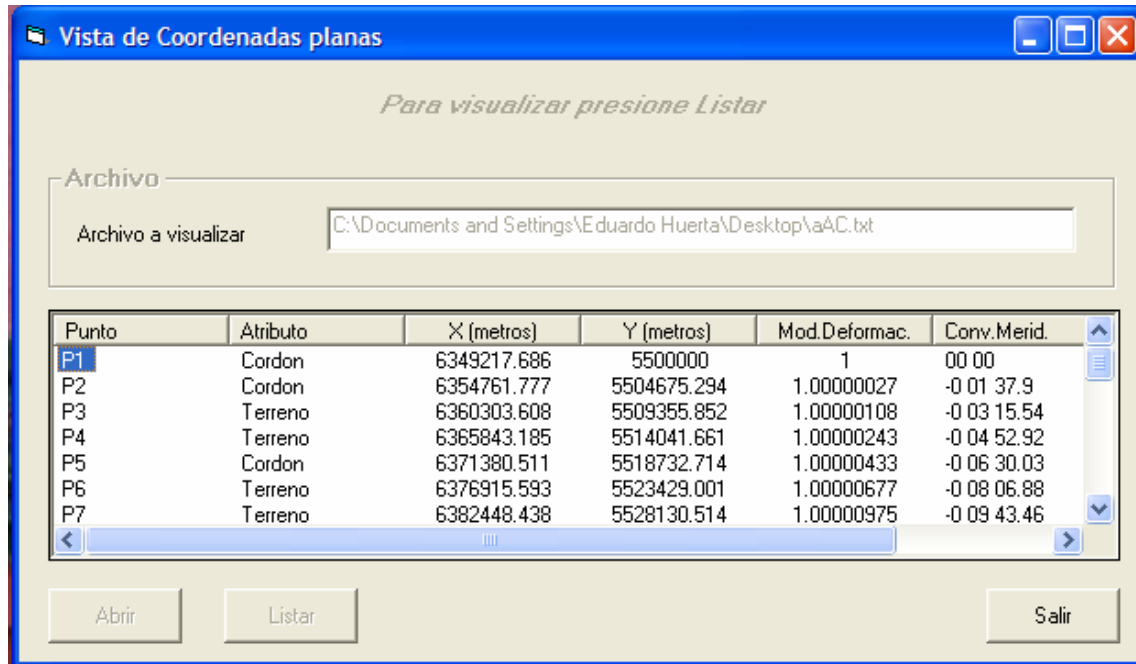 Vista de Coordenadas planas
Para visualizar presione Listar
Archivo
Archivo a visualizar C:\Documents and Settings\Eduardo Huerta\Desktop\aAC.txt
Punto Atributo X (metros) Y (metros) Mod.Deformac. Conv.Merid.
P1 Cordon 6349217.686 5500000 1 00 00
P2 Cordon 6354761.777 5504675.294 1.00000027 -0 01 37.9
P3 Terreno 6360303.608 5509355.852 1.00000108 -0 03 15.54
P4 Terreno 6365843.185 5514041.661 1.00000243 -0 04 52.92
P5 Cordon 6371380.511 5518732.714 1.00000433 -0 06 30.03
P6 Terreno 6376915.593 5523429.001 1.00000677 -0 08 06.88
P7 Terreno 6382448.438 5528130.514 1.00000975 -0 09 43.46
Abrir Listar Salir